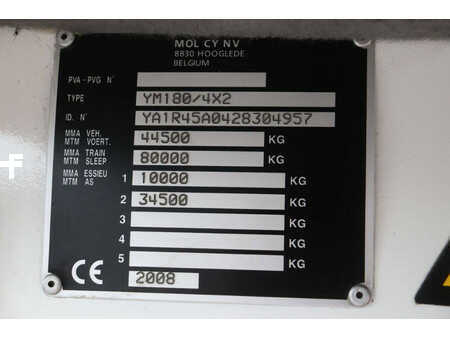 MOL CY NV
8830 HOOGLEDE
BELGIUM
PVA-PVG N°
TYPE YM180/4X2
ID. N° YA1R45A0428304957
MMA VEH. MTM VOERT. 44500 KG
MMA TRAIN MTM SLEEP 80000 KG
MMA ESSIEU MTM AS 1 10000 KG
2 34500 KG
3 KG
4 KG
5 KG
CE 2008